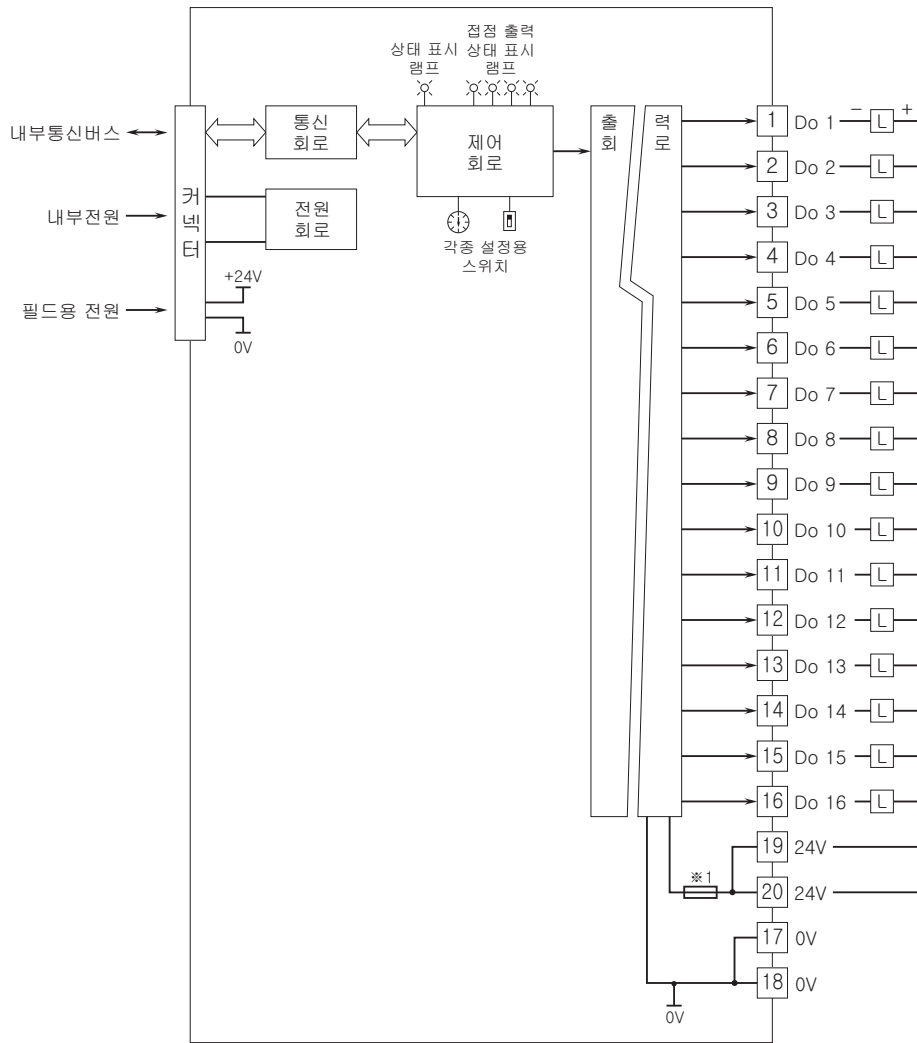 접점 출력
상태 표시
램프
상태 표시
램프
내부통신버스
통신
회로
제어
회로
출 력
회 로
커
넥
터
내부전원
전원
회로
각종 설정용
스위치
+24V
필드용 전원
0V
1 Do 1 − L +
2 Do 2 L
3 Do 3 L
4 Do 4 L
5 Do 5 L
6 Do 6 L
7 Do 7 L
8 Do 8 L
9 Do 9 L
10 Do 10 L
11 Do 11 L
12 Do 12 L
13 Do 13 L
14 Do 14 L
15 Do 15 L
16 Do 16 L
19 24V
※1
20 24V
17 0V
18 0V
0V